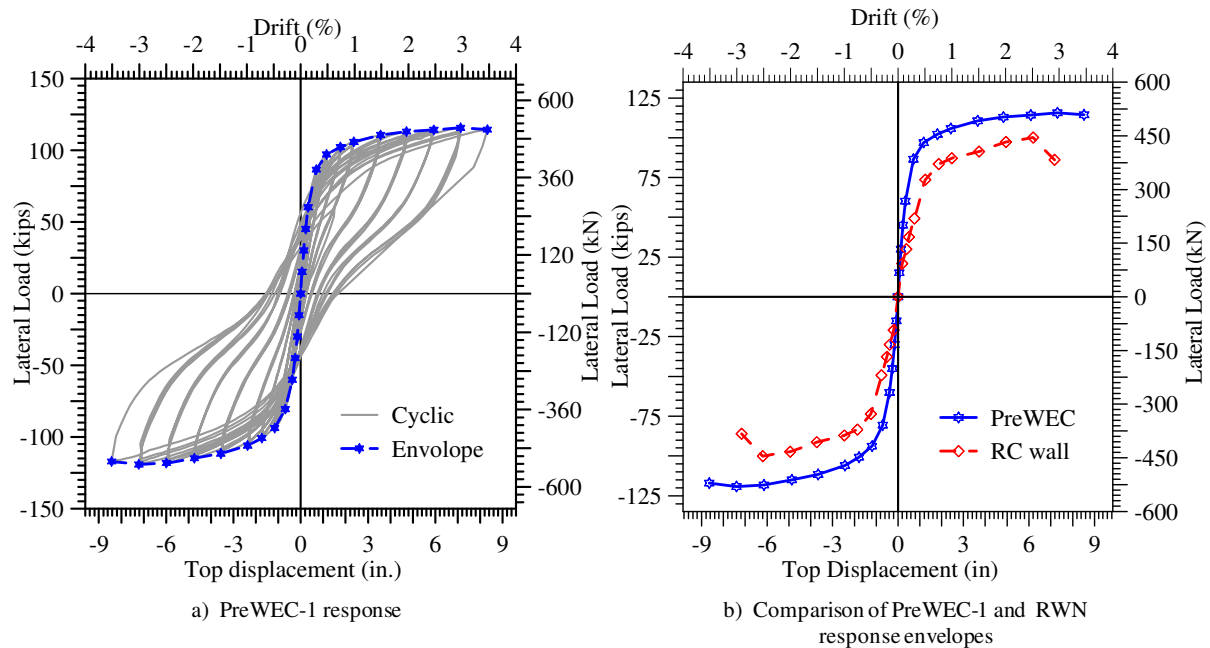 Drift (%)
-4 -3 -2 -1 0 1 2 3 4
150
100
50
0
-50
-100
-150
Lateral Load (kips)
600
360
120
0
-120
-360
-600
Lateral Load (kN)
Cyclic
Envolope
-9 -6 -3 0 3 6 9
Top displacement (in.)
a) PreWEC-1 response
Drift (%)
-4 -3 -2 -1 0 1 2 3 4
125
75
25
-25
-75
-125
Lateral Load (kips)
600
450
300
150
0
-150
-300
-450
-600
Lateral Load (kN)
PreWEC
RC wall
-9 -6 -3 0 3 6 9
Top Displacement (in)
b) Comparison of PreWEC-1 and RWN
response envelopes